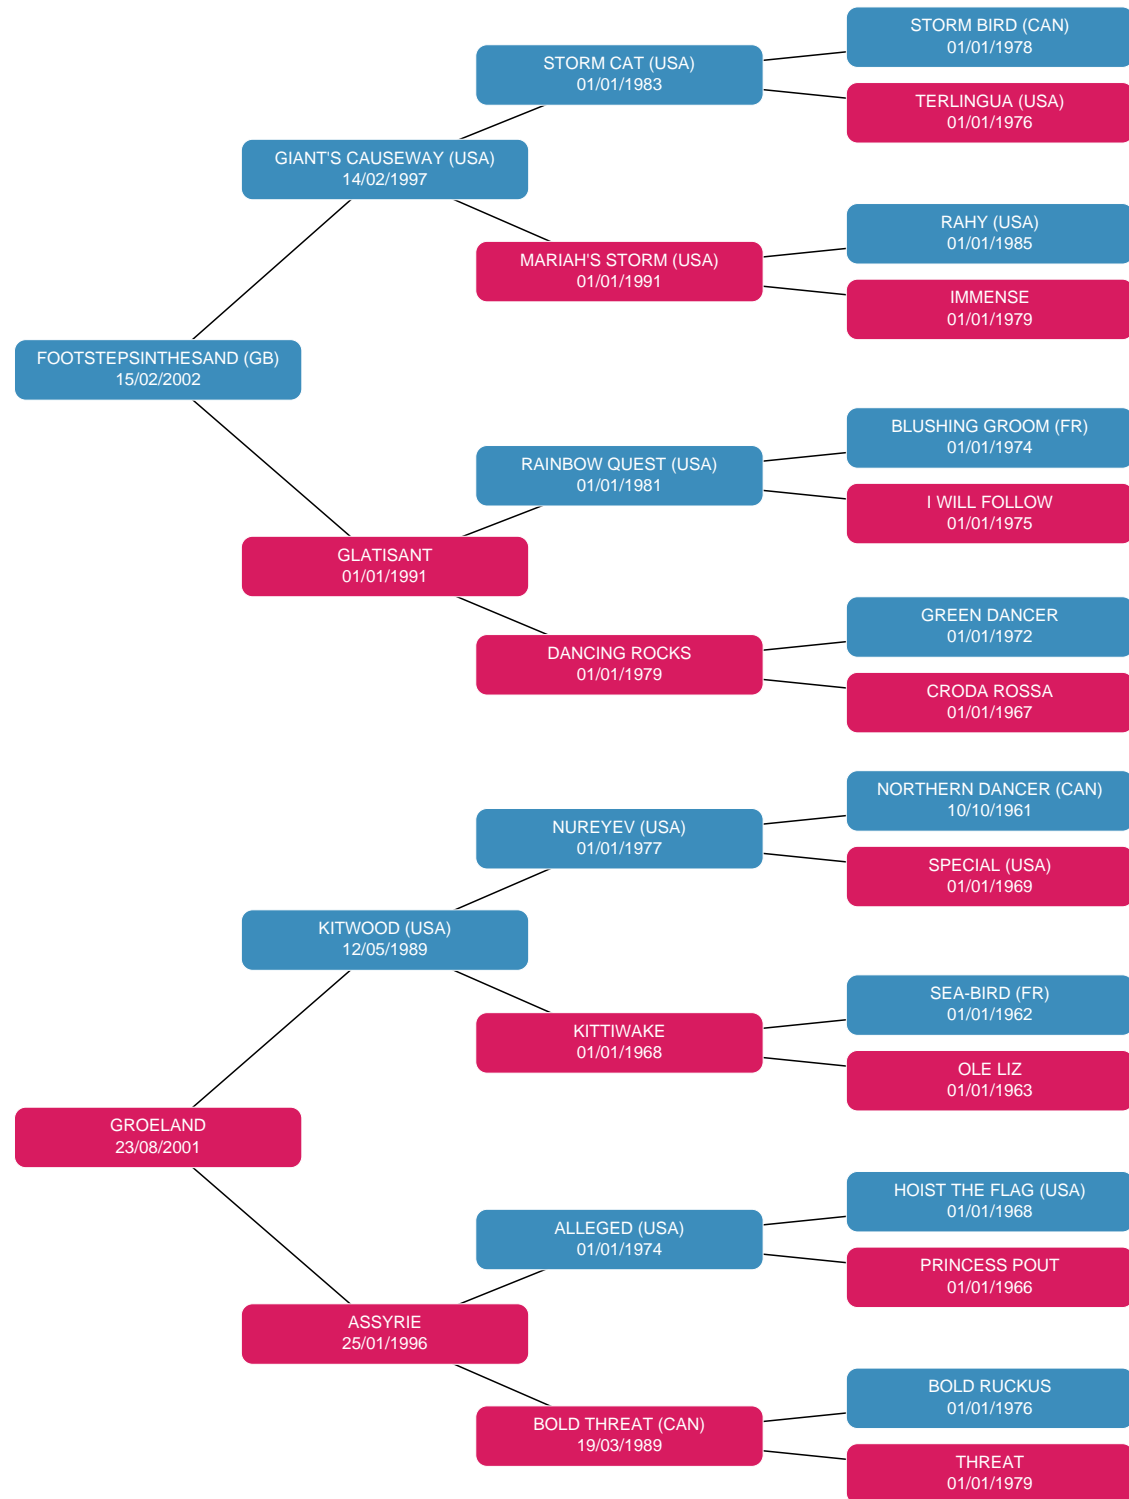 STORM BIRD (CAN)
01/01/1978
STORM CAT (USA)
01/01/1983
TERLINGUA (USA)
01/01/1976
GIANT'S CAUSEWAY (USA)
14/02/1997
RAHY (USA)
01/01/1985
MARIAH'S STORM (USA)
01/01/1991
IMMENSE
01/01/1979
FOOTSTEPSINTHESAND (GB)
15/02/2002
BLUSHING GROOM (FR)
01/01/1974
RAINBOW QUEST (USA)
01/01/1981
I WILL FOLLOW
01/01/1975
GLATISANT
01/01/1991
GREEN DANCER
01/01/1972
DANCING ROCKS
01/01/1979
CRODA ROSSA
01/01/1967
NORTHERN DANCER (CAN)
10/10/1961
NUREYEV (USA)
01/01/1977
SPECIAL (USA)
01/01/1969
KITWOOD (USA)
12/05/1989
SEA-BIRD (FR)
01/01/1962
KITTIWAKE
01/01/1968
OLE LIZ
01/01/1963
GROELAND
23/08/2001
HOIST THE FLAG (USA)
01/01/1968
ALLEGED (USA)
01/01/1974
PRINCESS POUT
01/01/1966
ASSYRIE
25/01/1996
BOLD RUCKUS
01/01/1976
BOLD THREAT (CAN)
19/03/1989
THREAT
01/01/1979